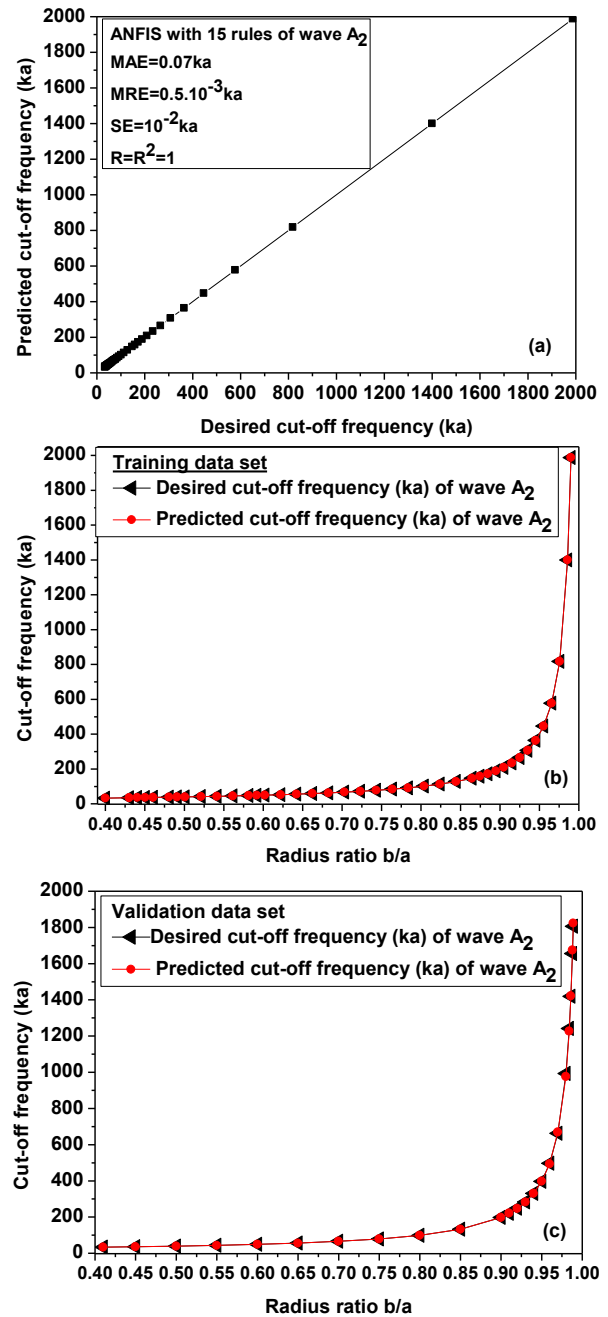 2000
1800
1600
1400
1200
1000
800
600
400
200
0
Predicted cut-off frequency (ka)
ANFIS with 15 rules of wave A2
MAE=0.07ka
MRE=0.5.10-3ka
SE=10-2ka
R=R2=1
(a)
0 200 400 600 800 1000 1200 1400 1600 1800 2000
Desired cut-off frequency (ka)
2000
1800
1600
1400
1200
1000
800
600
400
200
0
Cut-off frequency (ka)
Training data set
Desired cut-off frequency (ka) of wave A2
Predicted cut-off frequency (ka) of wave A2
(b)
0.40 0.45 0.50 0.55 0.60 0.65 0.70 0.75 0.80 0.85 0.90 0.95 1.00
Radius ratio b/a
2000
1800
1600
1400
1200
1000
800
600
400
200
0
Cut-off frequency (ka)
Validation data set
Desired cut-off frequency (ka) of wave A2
Predicted cut-off frequency (ka) of wave A2
(c)
0.40 0.45 0.50 0.55 0.60 0.65 0.70 0.75 0.80 0.85 0.90 0.95 1.00
Radius ratio b/a